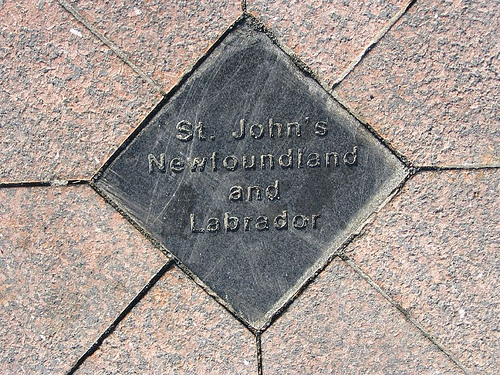 St. John's
Newfoundland
and
Labrador